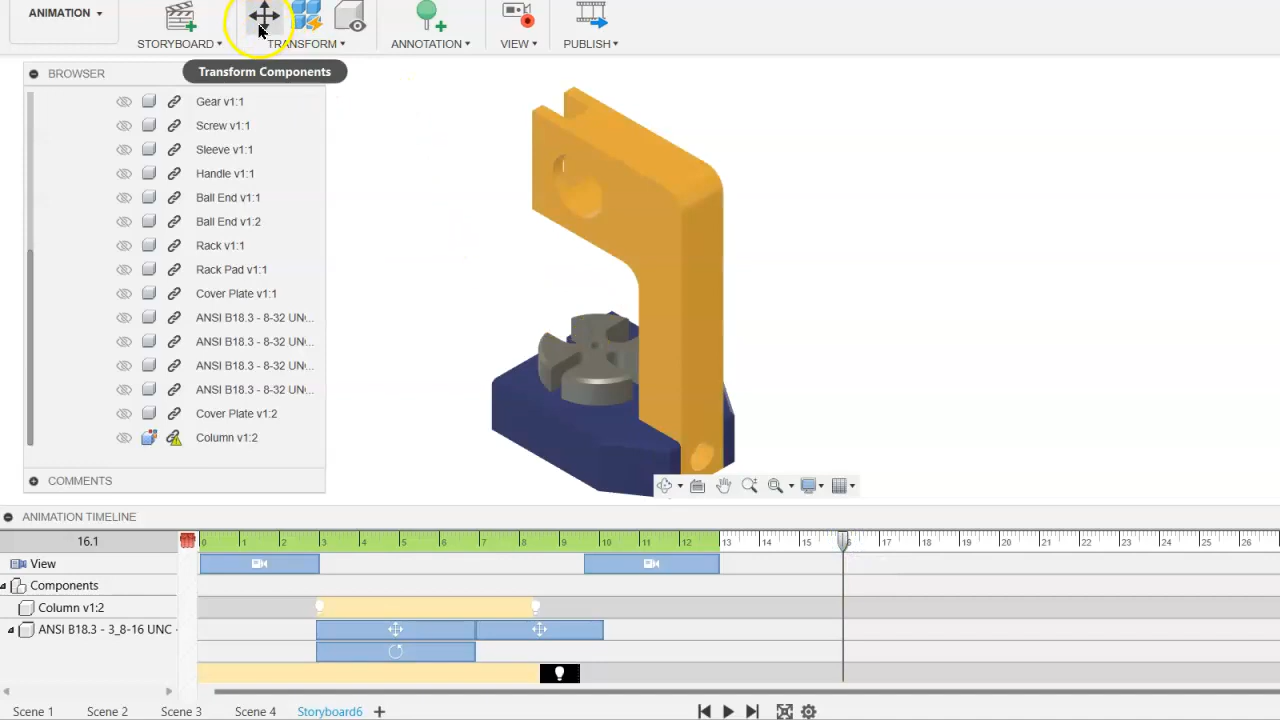 ANIMATION
STORYBOARD TRANSFORM ANNOTATION VIEW PUBLISH
BROWSER
Transform Components
Gear v1:1
Screw v1:1
Sleeve v1:1
Handle v1:1
Ball End v1:1
Ball End v1:2
Rack v1:1
Rack Pad v1:1
Cover Plate v1:1
ANSI B18.3 - 8-32 UN...
ANSI B18.3 - 8-32 UN...
ANSI B18.3 - 8-32 UN...
ANSI B18.3 - 8-32 UN...
Cover Plate v1:2
Column v1:2
COMMENTS
ANIMATION TIMELINE
16.1 0 1 2 3 4 5 6 7 8 9 10 11 12 13 14 15 17 18 19 20 21 22 23 24 25 26
View
Components
Column v1:2
ANSI B18.3 - 3_8-16 UNC
Scene 1 Scene 2 Scene 3 Scene 4 Storyboard6 +